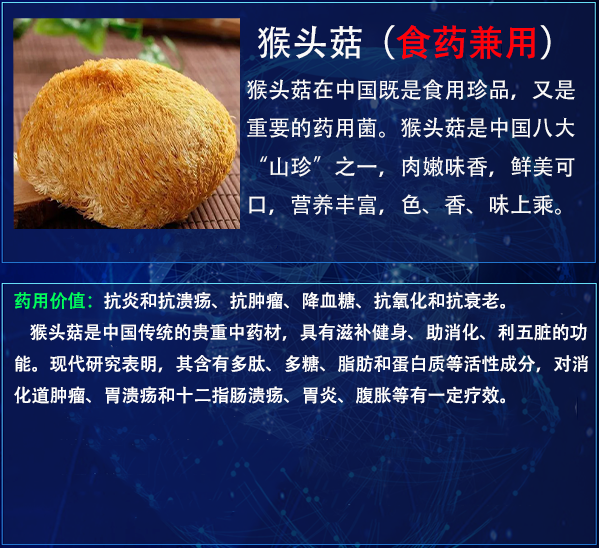 猴头菇（食药兼用）
猴头菇在中国既是食用珍品，又是
重要的药用菌。猴头菇是中国八大
“山珍”之一，肉嫩味香，鲜美可
口，营养丰富，色、香、味上乘。
药用价值：抗炎和抗溃疡、抗肿瘤、降血糖、抗氧化和抗衰老。
猴头菇是中国传统的贵重中药材，具有滋补健身、助消化、利五脏的功
能。现代研究表明，其含有多肽、多糖、脂肪和蛋白质等活性成分，对消
化道肿瘤、胃溃疡和十二指肠溃疡、胃炎、腹胀等有一定疗效。